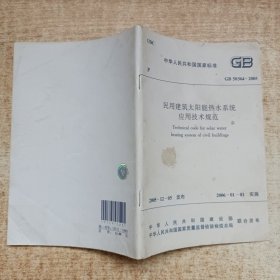 UDC
中华人民共和国国家标准
GB
P
GB 50364-2005
民用建筑太阳能热水系统
应用技术规范
Technical code for solar water
heating system of civil buildings
2005-12-05 发布
2006-01-01 实施
中华人民共和国建设部
中华人民共和国国家质量监督检验检疫总局
联合发布